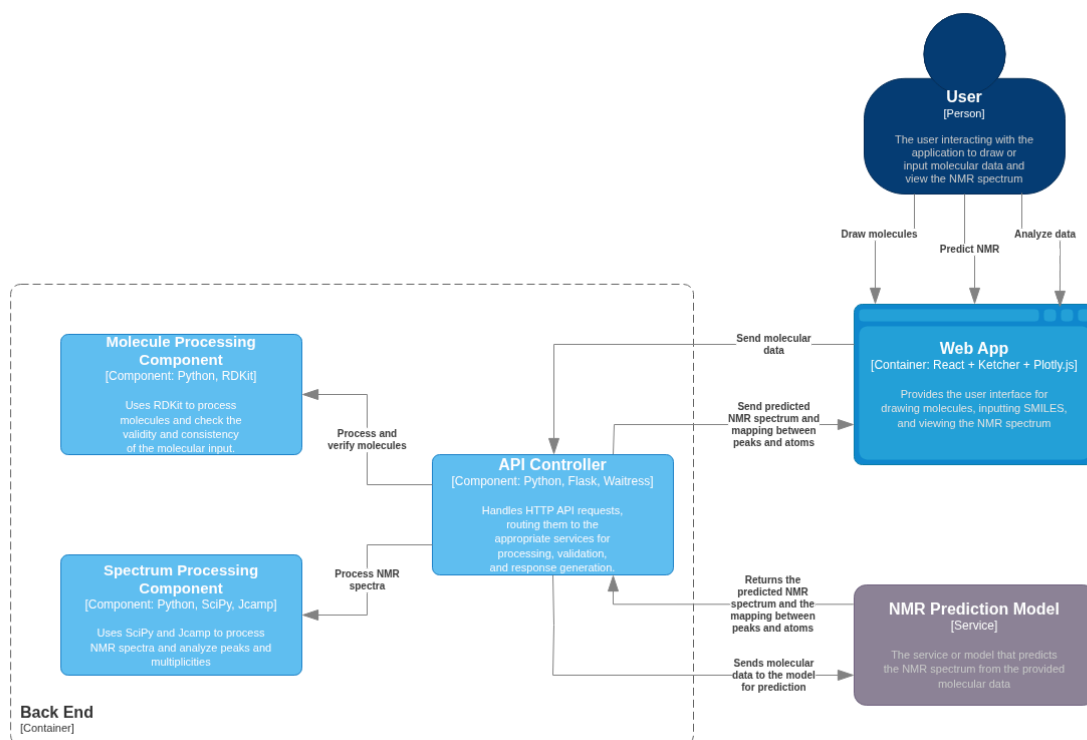 User
[Person]
The user interacting with the
application to draw or
input molecular data and
view the NMR spectrum
Draw molecules
Predict NMR
Analyze data
Web App
[Container: React + Ketcher + Plotly.js]
Provides the user interface for
drawing molecules, inputting SMILES,
and viewing the NMR spectrum
Send molecular
data
Send predicted
NMR spectrum and
mapping between
peaks and atoms
Molecule Processing
Component
[Component: Python, RDKit]
Uses RDKit to process
molecules and check the
validity and consistency
of the molecular input.
Process and
verify molecules
API Controller
[Component: Python, Flask, Waitress]
Handles HTTP API requests,
routing them to the
appropriate services for
processing, validation,
and response generation.
Spectrum Processing
Component
[Component: Python, SciPy, Jcamp]
Uses SciPy and Jcamp to process
NMR spectra and analyze peaks and
multiplicities
Process NMR
spectra
Returns the
predicted NMR
spectrum and the
mapping between
peaks and atoms
Sends molecular
data to the model
for prediction
NMR Prediction Model
[Service]
The service or model that predicts
the NMR spectrum from the provided
molecular data
Back End
[Container]